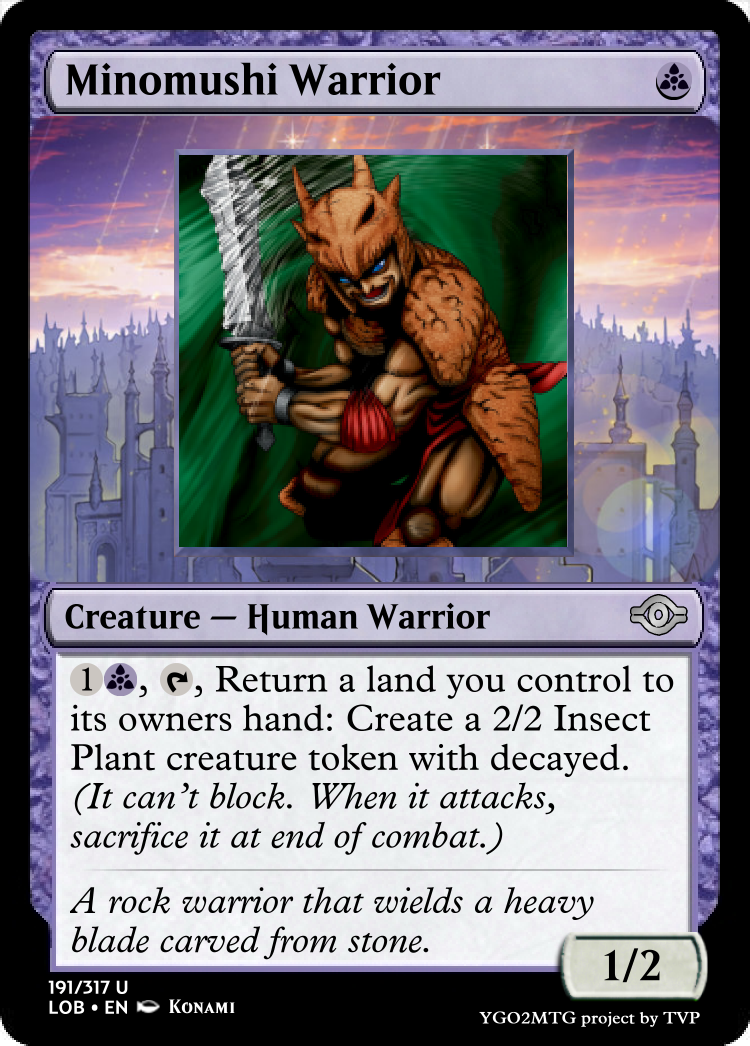 Minomushi Warrior
Creature — Human Warrior
1, , Return a land you control to
its owners hand: Create a 2/2 Insect
Plant creature token with decayed.
(It can't block. When it attacks,
sacrifice it at end of combat.)
A rock warrior that wields a heavy
blade carved from stone.
1/2
191/317 U
LOB • EN Konami
YGO2MTG project by TVP